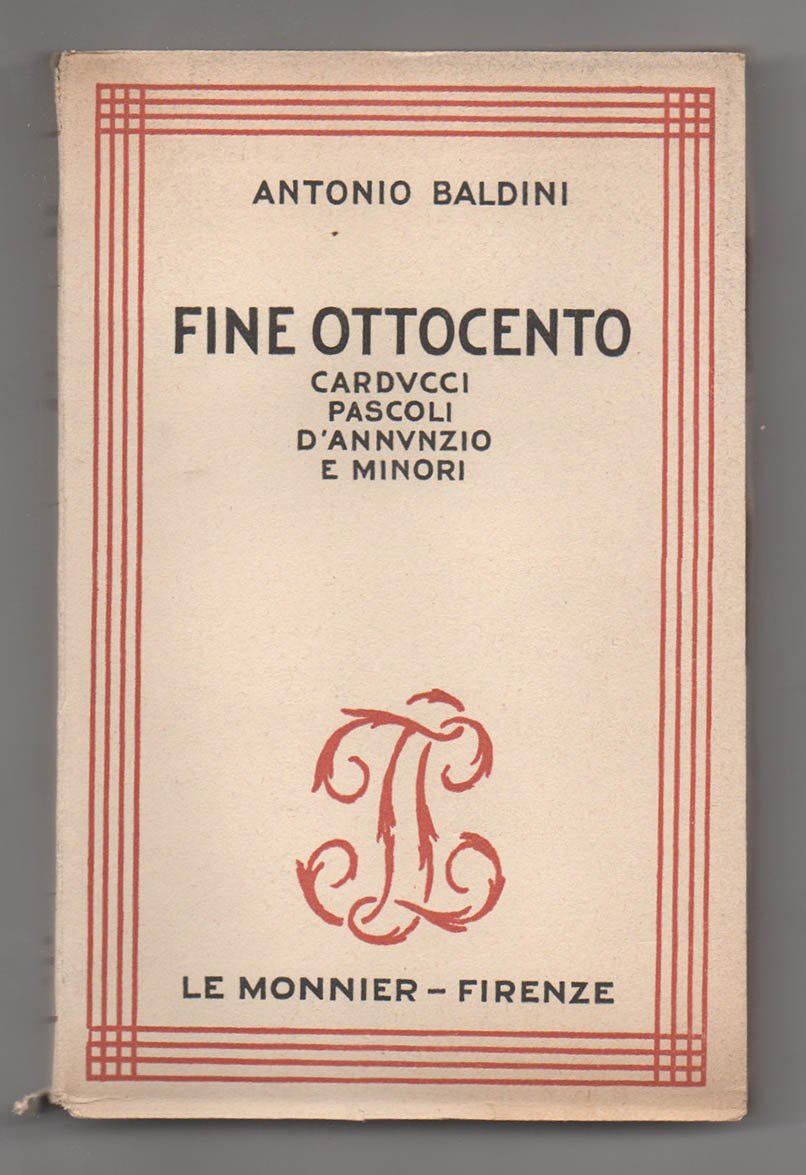 ANTONIO BALDINI
FINE OTTOCENTO
CARDVCCI
PASCOLI
D'ANNVNZIO
E MINORI
LE MONNIER – FIRENZE